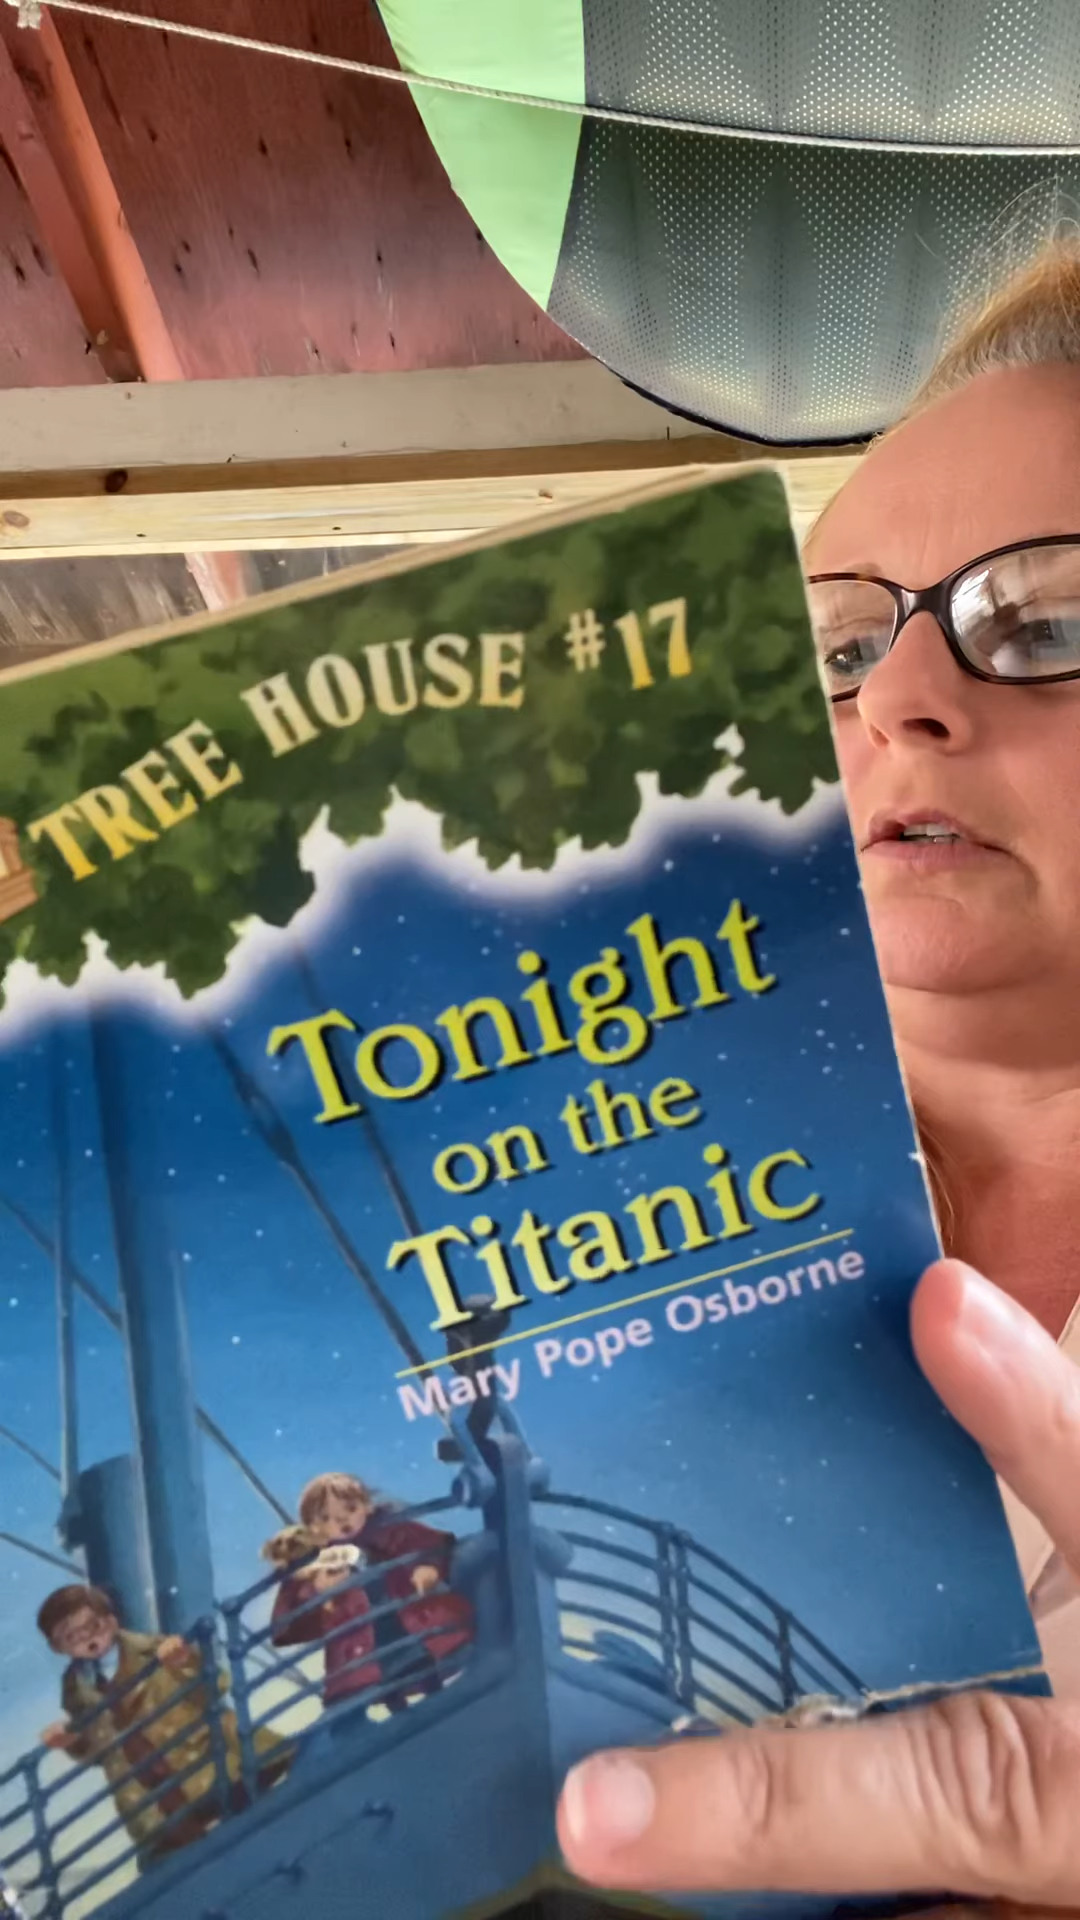 TREE HOUSE #17
Tonight
on the
Titanic
Mary Pope Osborne